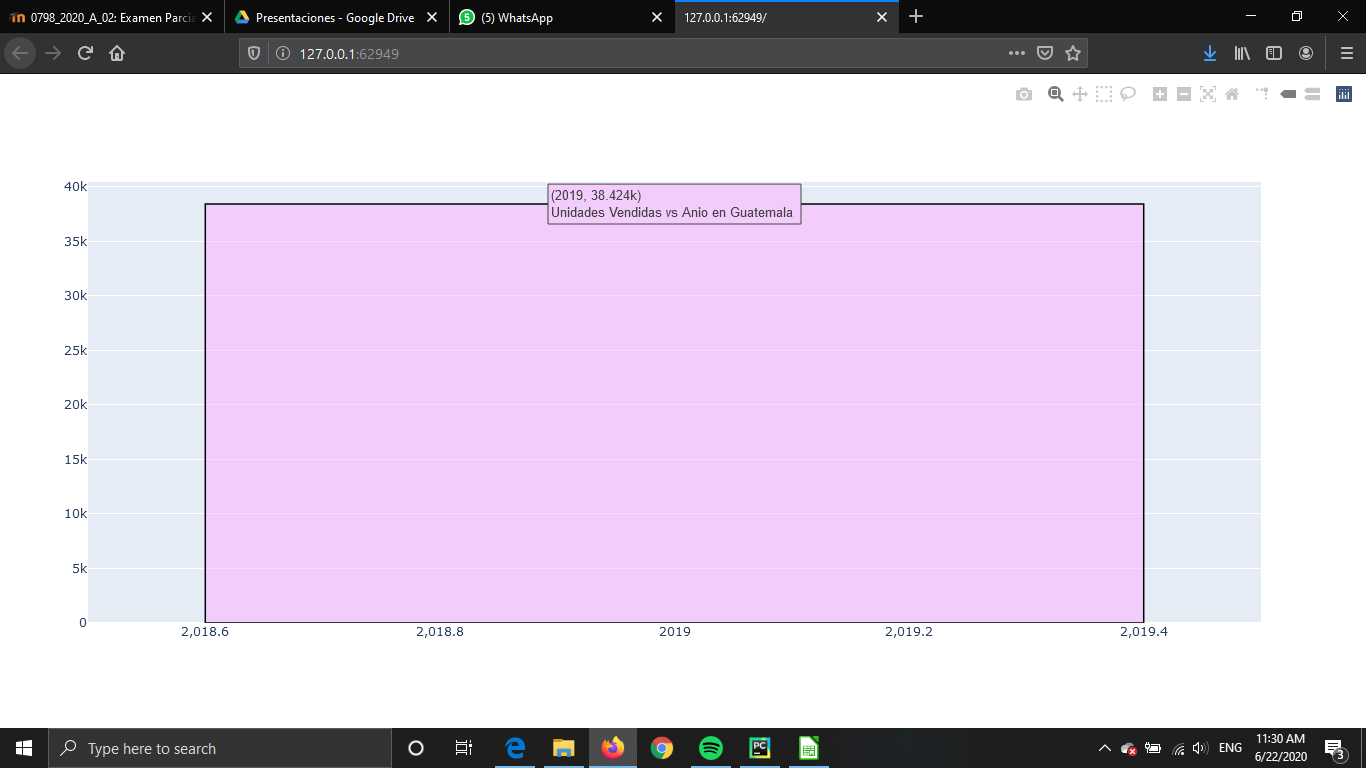 0798_2020_A_02: Examen Parcia
Presentaciones - Google Drive
(5) WhatsApp
127.0.0.1:62949/
127.0.0.1:62949
40k
(2019, 38.424k)
Unidades Vendidas vs Anio en Guatemala
35k
30k
25k
20k
15k
10k
5k
0
2,018.6 2,018.8 2019 2,019.2 2,019.4
Type here to search
ENG
11:30 AM
6/22/2020
3